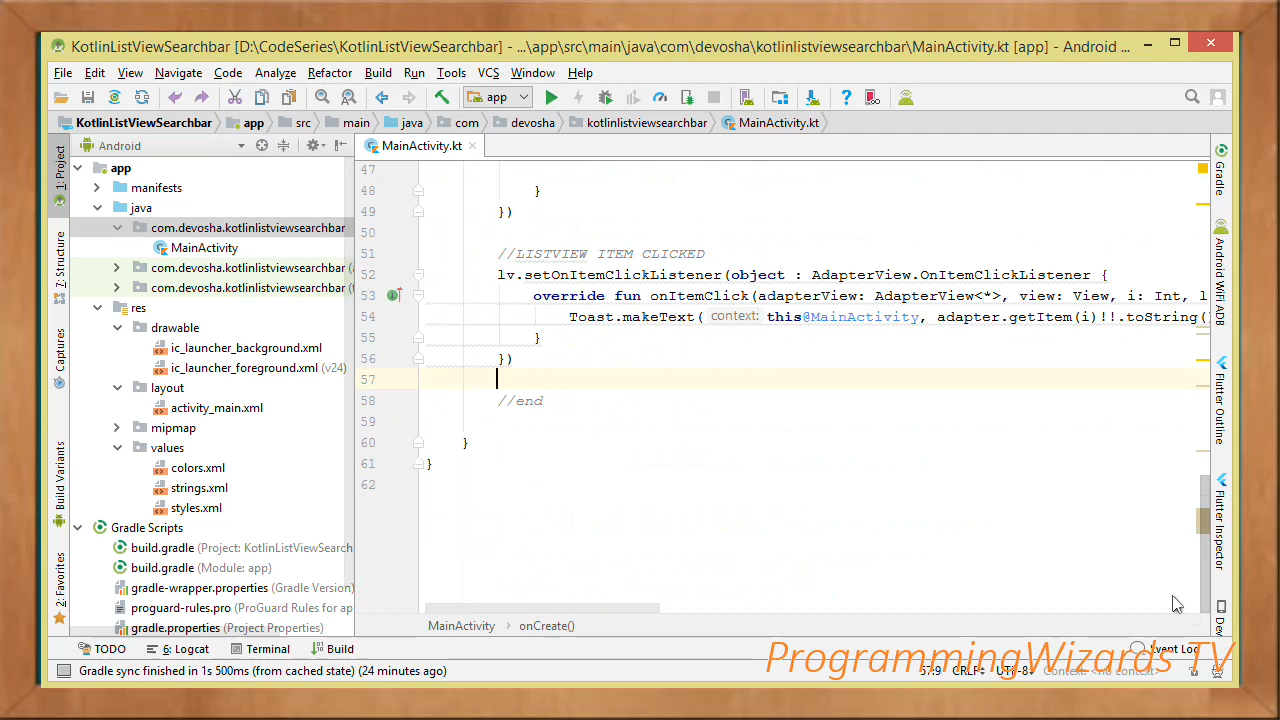 KotlinListViewSearchbar [D:\CodeSeries\KotlinListViewSearchbar] - ...\app\src\main\java\com\devosha\kotlinlistviewsearchbar\MainActivity.kt [app] - Android ...
File Edit View Navigate Code Analyze Refactor Build Run Tools VCS Window Help
app
KotlinListViewSearchbar app src main java com devosha kotlinlistviewsearchbar MainActivity.kt
1: Project
7: Structure
Captures
Build Variants
2: Favorites
Android
app
manifests
java
com.devosha.kotlinlistviewsearchbar
MainActivity
com.devosha.kotlinlistviewsearchbar (
com.devosha.kotlinlistviewsearchbar (
res
drawable
ic_launcher_background.xml
ic_launcher_foreground.xml (v24)
layout
activity_main.xml
mipmap
values
colors.xml
strings.xml
styles.xml
Gradle Scripts
build.gradle (Project: KotlinListViewSearch
build.gradle (Module: app)
gradle-wrapper.properties (Gradle Version)
proguard-rules.pro (ProGuard Rules for ap
gradle.properties (Project Properties)
MainActivity.kt
47
48 }
49 })
50
51 //LISTVIEW ITEM CLICKED
52 lv.setOnItemClickListener(object : AdapterView.OnItemClickListener {
53 override fun onItemClick(adapterView: AdapterView<*>, view: View, i: Int, l
54 Toast.makeText( context: this@MainActivity, adapter.getItem(i)!!.toString()
55 }
56 })
57
58 //end
59
60 }
61 }
62
MainActivity > onCreate()
Gradle
Android WiFi ADB
Flutter Outline
Flutter Inspector
TODO 6: Logcat Terminal Build Event Log
Gradle sync finished in 1s 500ms (from cached state) (24 minutes ago) 57:9 CRLF UTF-8 Context: <no context>
ProgrammingWizards TV